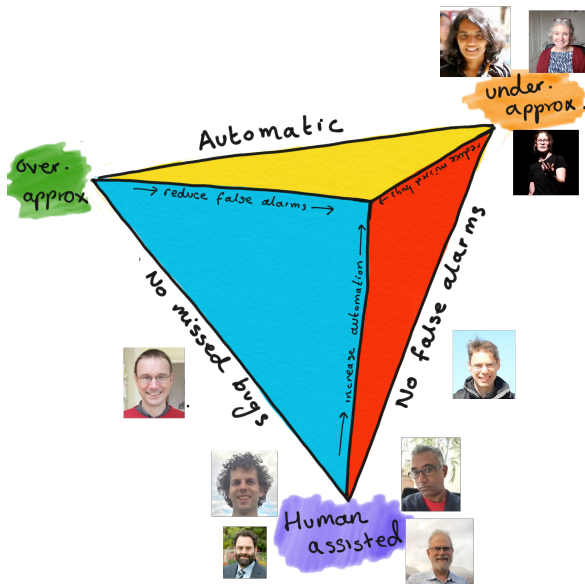 under.
approx.
Automatic
over.
approx
→ reduce false alarms →
reduce missed bugs →
No missed bugs
increase automation
No false alarms
Human
assisted